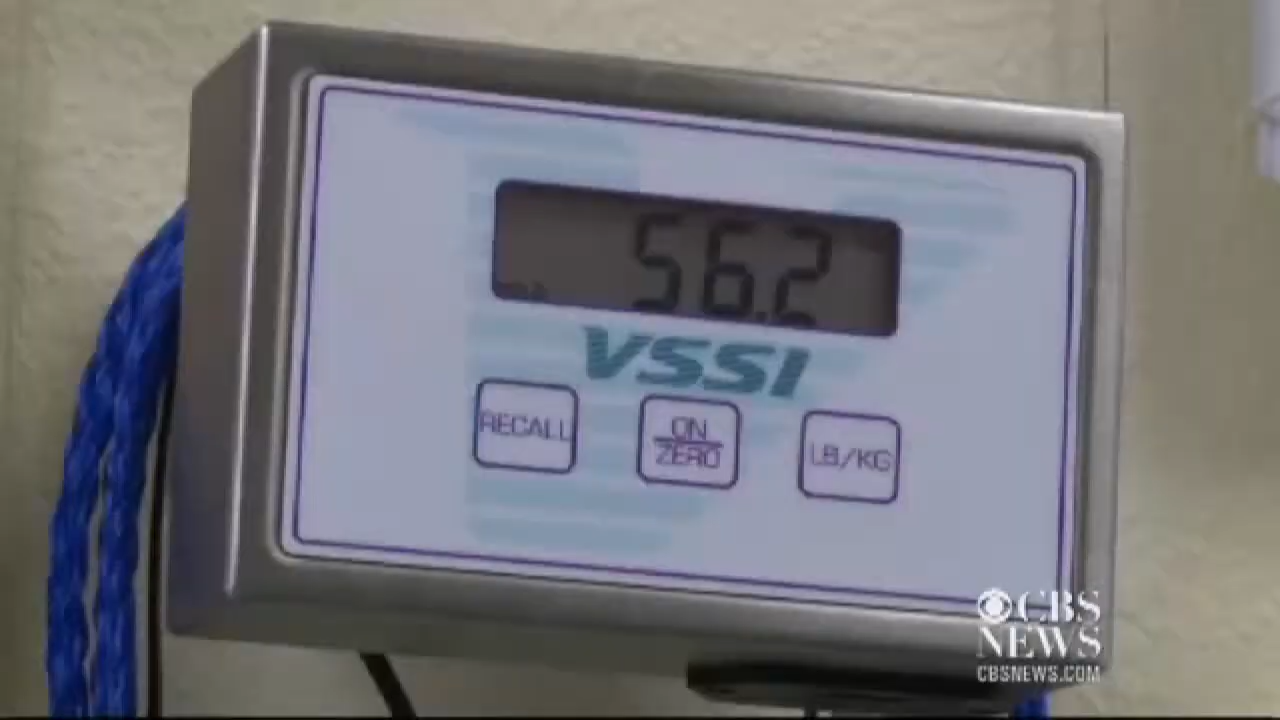 56.2
VSSI
RECALL
ON
ZERO
LB/KG
CBS
NEWS
CBSNEWS.COM